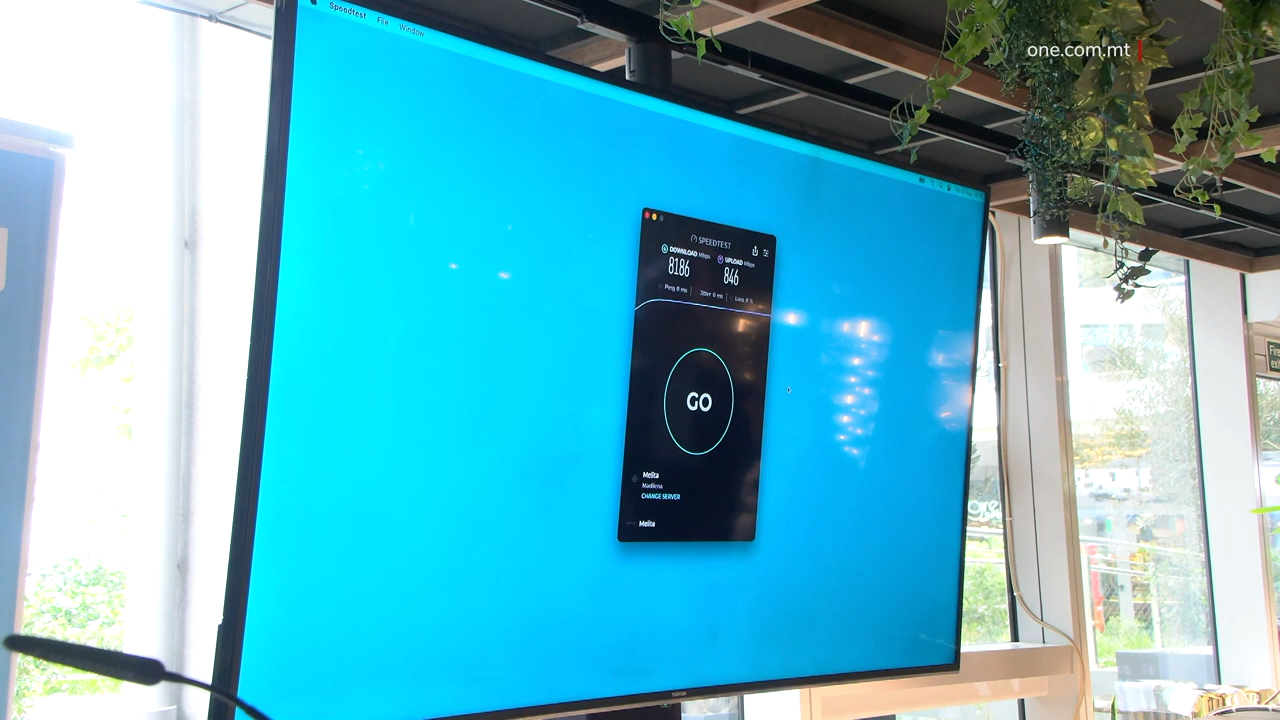 Speedtest File Window
one.com.mt
SPEEDTEST
DOWNLOAD Mbps
8186
UPLOAD Mbps
846
Ping 8 ms
Jitter 0 ms
Loss 0 %
GO
Melita
Madliena
CHANGE SERVER
Melita
TOSHIBA